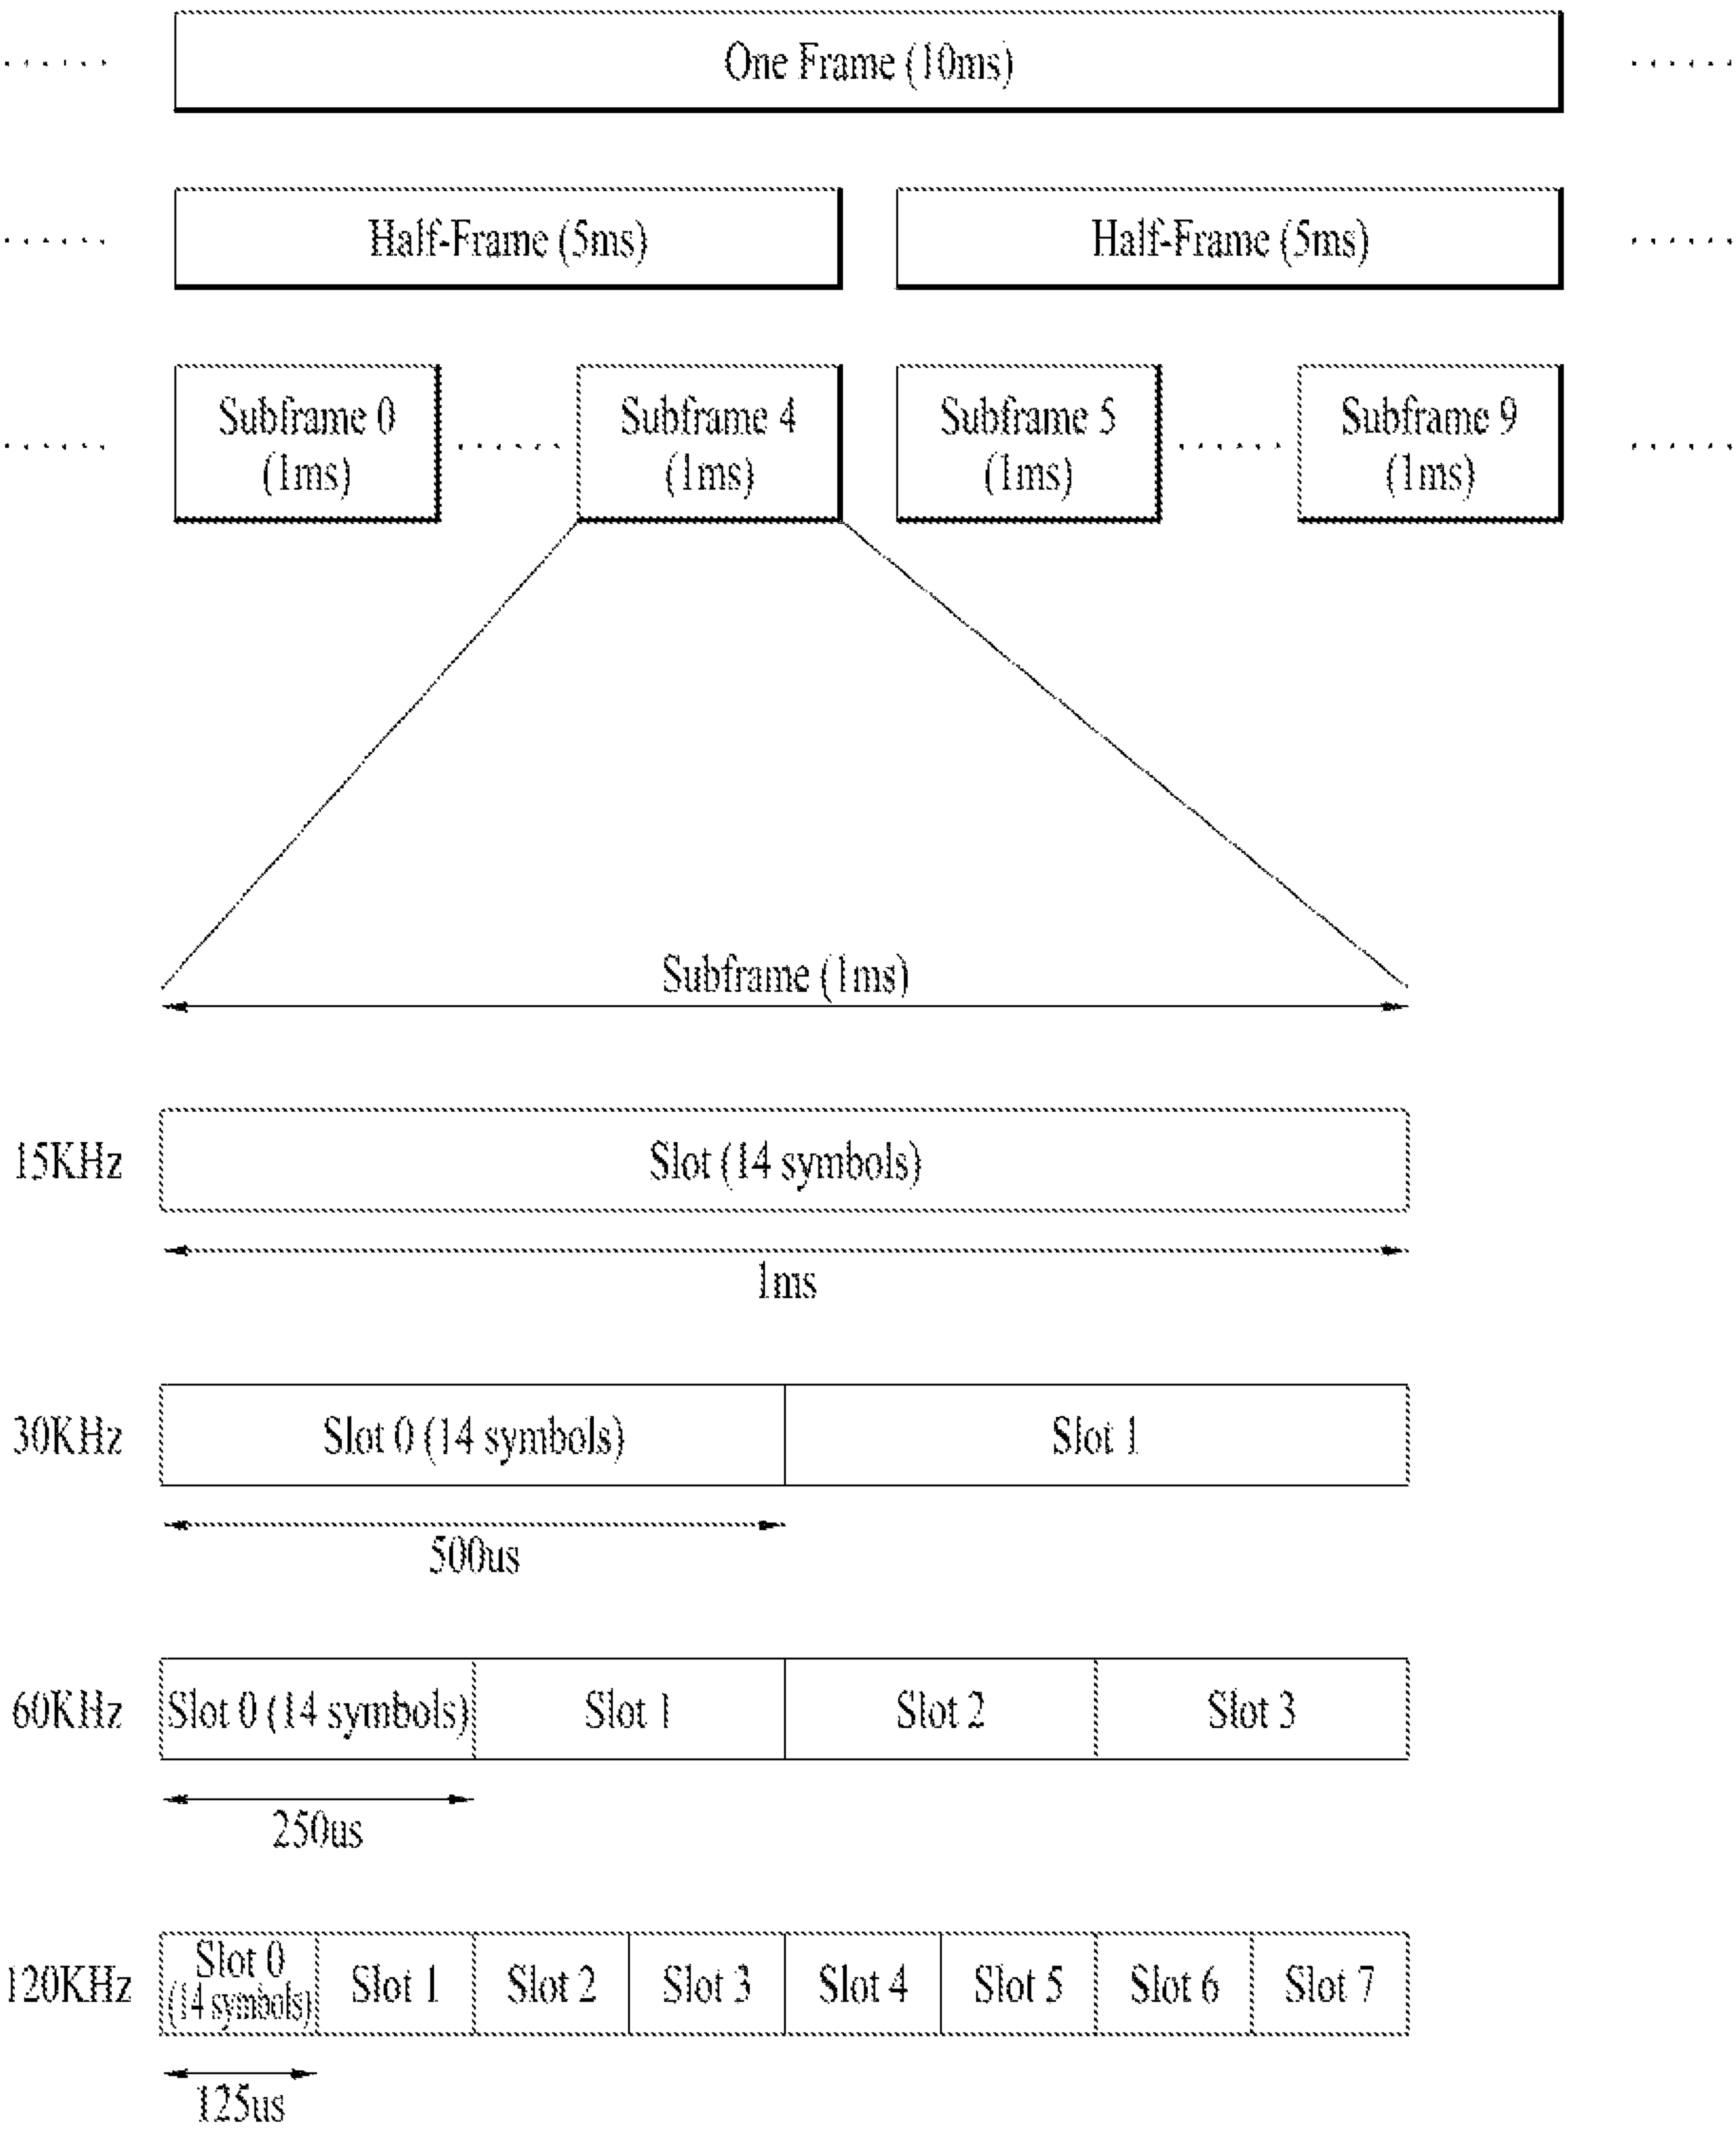 One Frame (10ms)
Half-Frame (5ms)
Half-Frame (5ms)
Subframe 0
(1ms)
Subframe 4
(1ms)
Subframe 5
(1ms)
Subframe 9
(1ms)
Subframe (1ms)
15KHz
Slot (14 symbols)
1ms
30KHz
Slot 0 (14 symbols)
Slot 1
500us
60KHz
Slot 0 (14 symbols)
Slot 1
Slot 2
Slot 3
250us
120KHz
Slot 0
(14 symbols)
Slot 1
Slot 2
Slot 3
Slot 4
Slot 5
Slot 6
Slot 7
125us